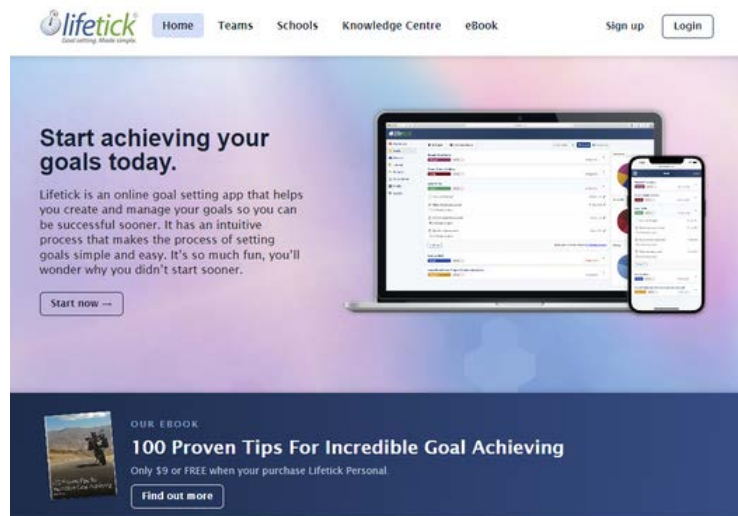 lifetick
Goal setting. Made simple.
Home Teams Schools Knowledge Centre eBook Sign up Login
Start achieving your
goals today.
Lifetick is an online goal setting app that helps
you create and manage your goals so you can
be successful sooner. It has an intuitive
process that makes the process of setting
goals simple and easy. It's so much fun, you'll
wonder why you didn't start sooner.
Start now →
OUR EBOOK
100 Proven Tips For Incredible Goal Achieving
Only $9 or FREE when your purchase Lifetick Personal.
Find out more